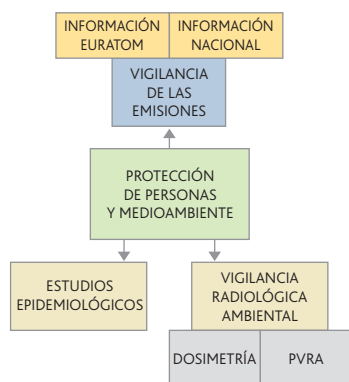 INFORMACIÓN
EURATOM
INFORMACIÓN
NACIONAL
VIGILANCIA
DE LAS
EMISIONES
PROTECCIÓN
DE PERSONAS
Y MEDIOAMBIENTE
ESTUDIOS
EPIDEMIOLÓGICOS
VIGILANCIA
RADIOLÓGICA
AMBIENTAL
DOSIMETRÍA
PVRA